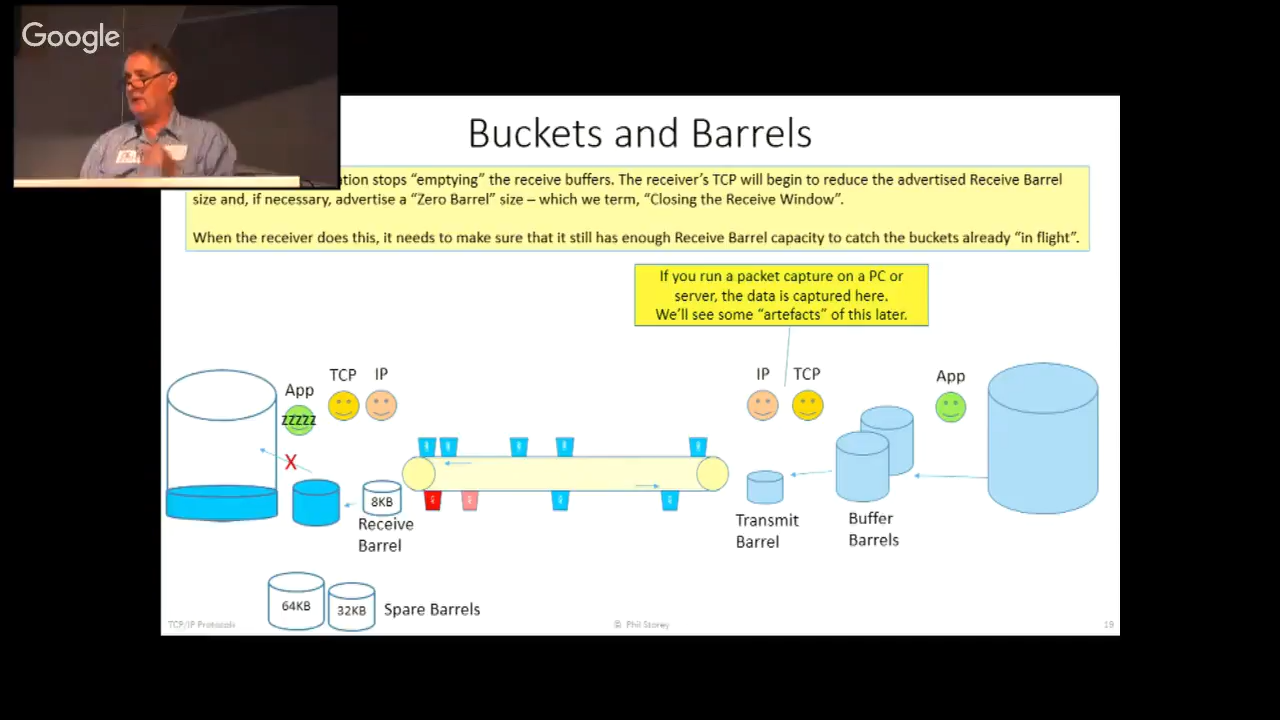 Google
Buckets and Barrels
ation stops “emptying” the receive buffers. The receiver’s TCP will begin to reduce the advertised Receive Barrel
size and, if necessary, advertise a “Zero Barrel” size – which we term, “Closing the Receive Window”.
When the receiver does this, it needs to make sure that it still has enough Receive Barrel capacity to catch the buckets already “in flight”.
If you run a packet capture on a PC or
server, the data is captured here.
We’ll see some “artefacts” of this later.
App
TCP
IP
IP
TCP
App
zzzzz
X
8KB
Receive
Barrel
Transmit
Barrel
Buffer
Barrels
64KB
32KB
Spare Barrels
TCP/IP Protocols
© Phil Storey
19